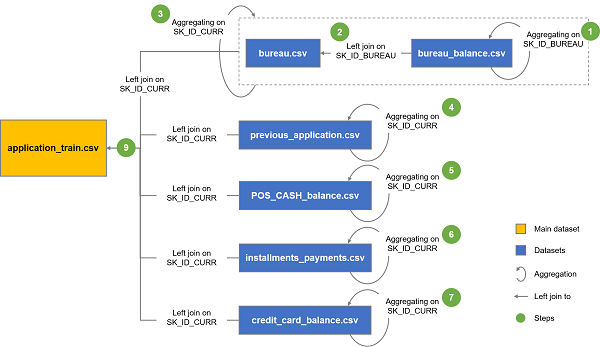 3
Aggregating on
SK_ID_CURR
2
1
Aggregating on
SK_ID_BUREAU
bureau.csv
Left join on
SK_ID_BUREAU
bureau_balance.csv
Left join on
SK_ID_CURR
4
Aggregating on
SK_ID_CURR
application_train.csv
9
Left join on
SK_ID_CURR
previous_application.csv
5
Aggregating on
SK_ID_CURR
Left join on
SK_ID_CURR
POS_CASH_balance.csv
6
Aggregating on
SK_ID_CURR
Left join on
SK_ID_CURR
installments_payments.csv
7
Aggregating on
SK_ID_CURR
Left join on
SK_ID_CURR
credit_card_balance.csv
Main dataset
Datasets
Aggregation
Left join to
Steps